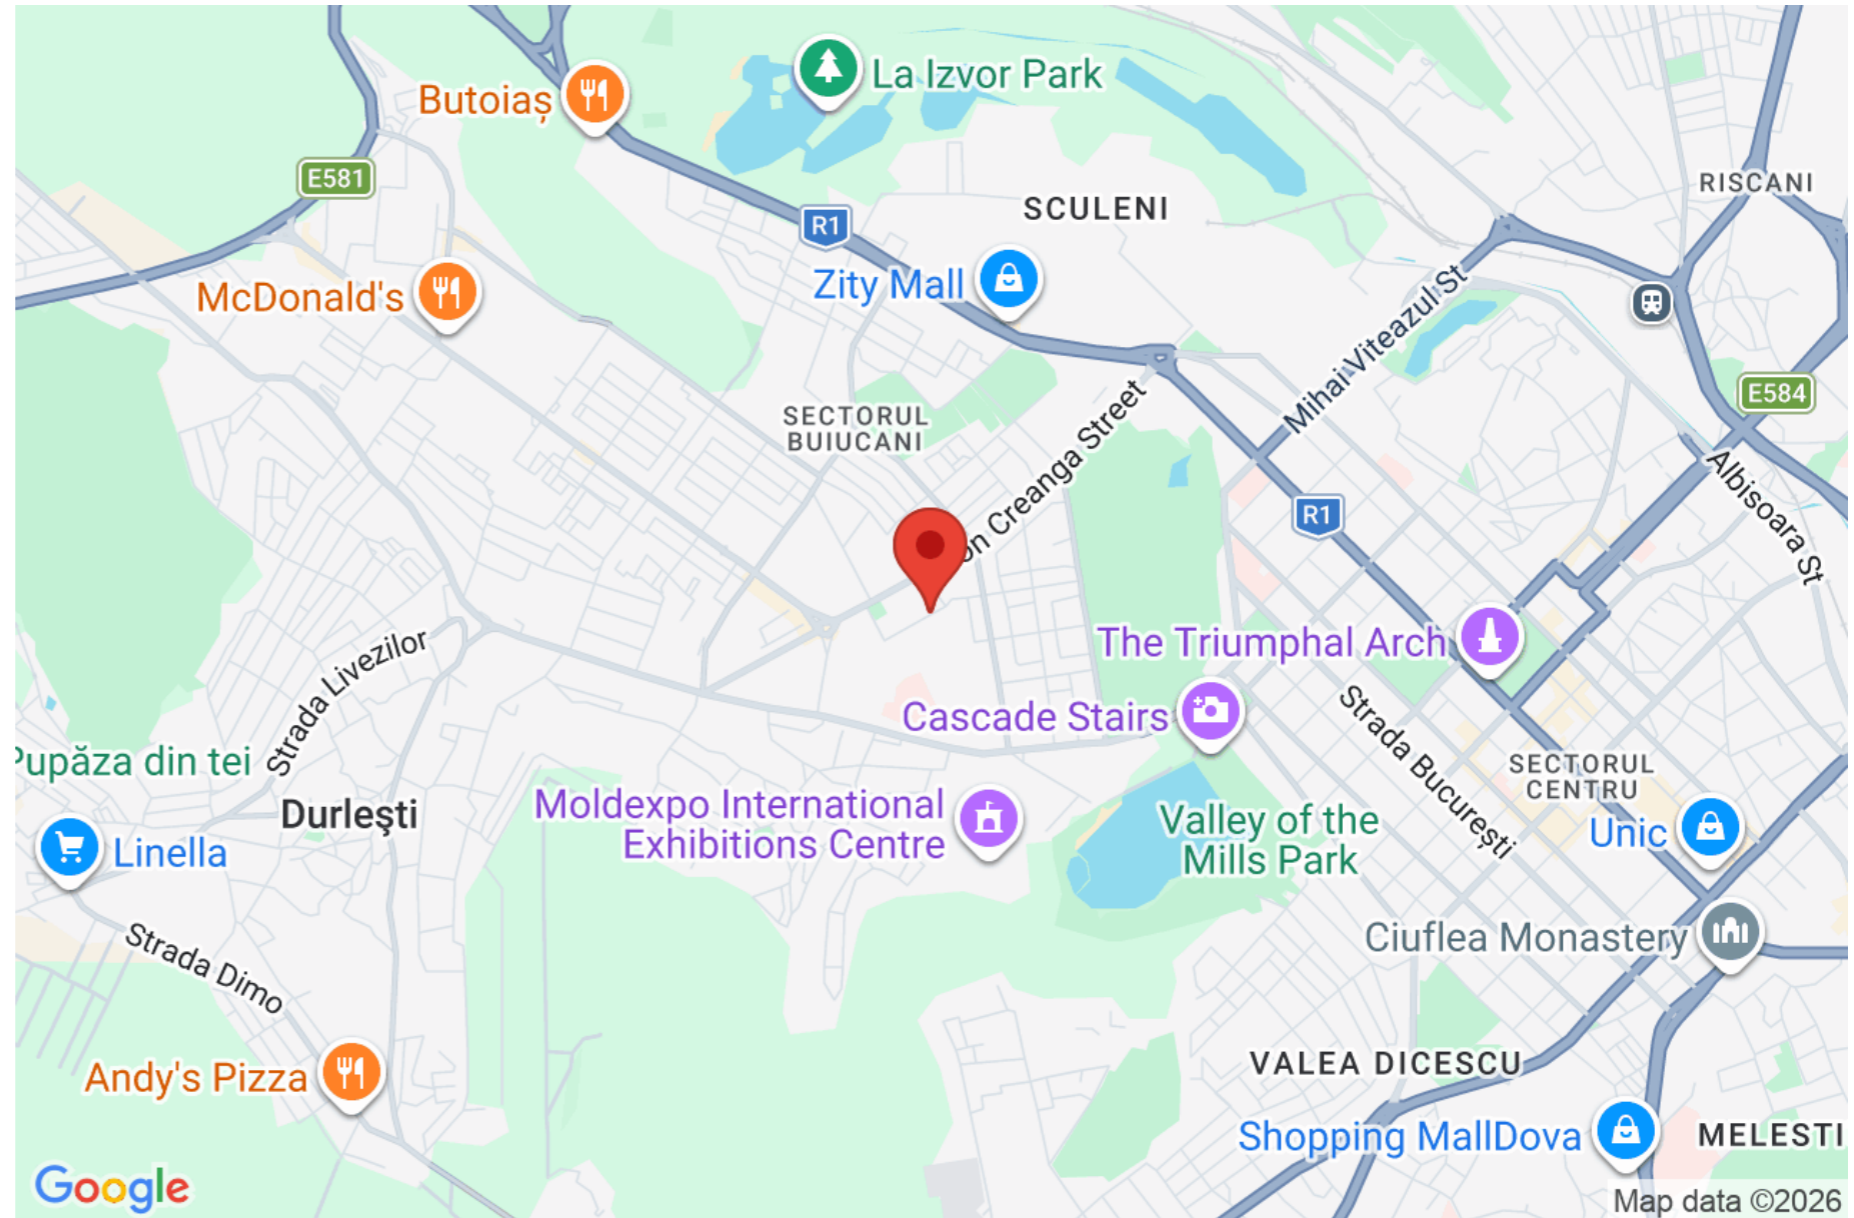 La Izvor Park
Butoiaș
E581
RISCANI
SCULENI
R1
Zity Mall
McDonald's
Mihai Viteazul St
E584
SECTORUL
BUIUCANI
Ion Creanga Street
Albisoara St
R1
The Triumphal Arch
Strada Livezilor
Cascade Stairs
Strada București
Pupăza din tei
SECTORUL
CENTRU
Durleşti
Moldexpo International
Exhibitions Centre
Valley of the
Mills Park
Unic
Linella
Strada Dimo
Ciuflea Monastery
Andy's Pizza
VALEA DICESCU
Shopping MallDova
MELESTI
Google
Map data ©2026